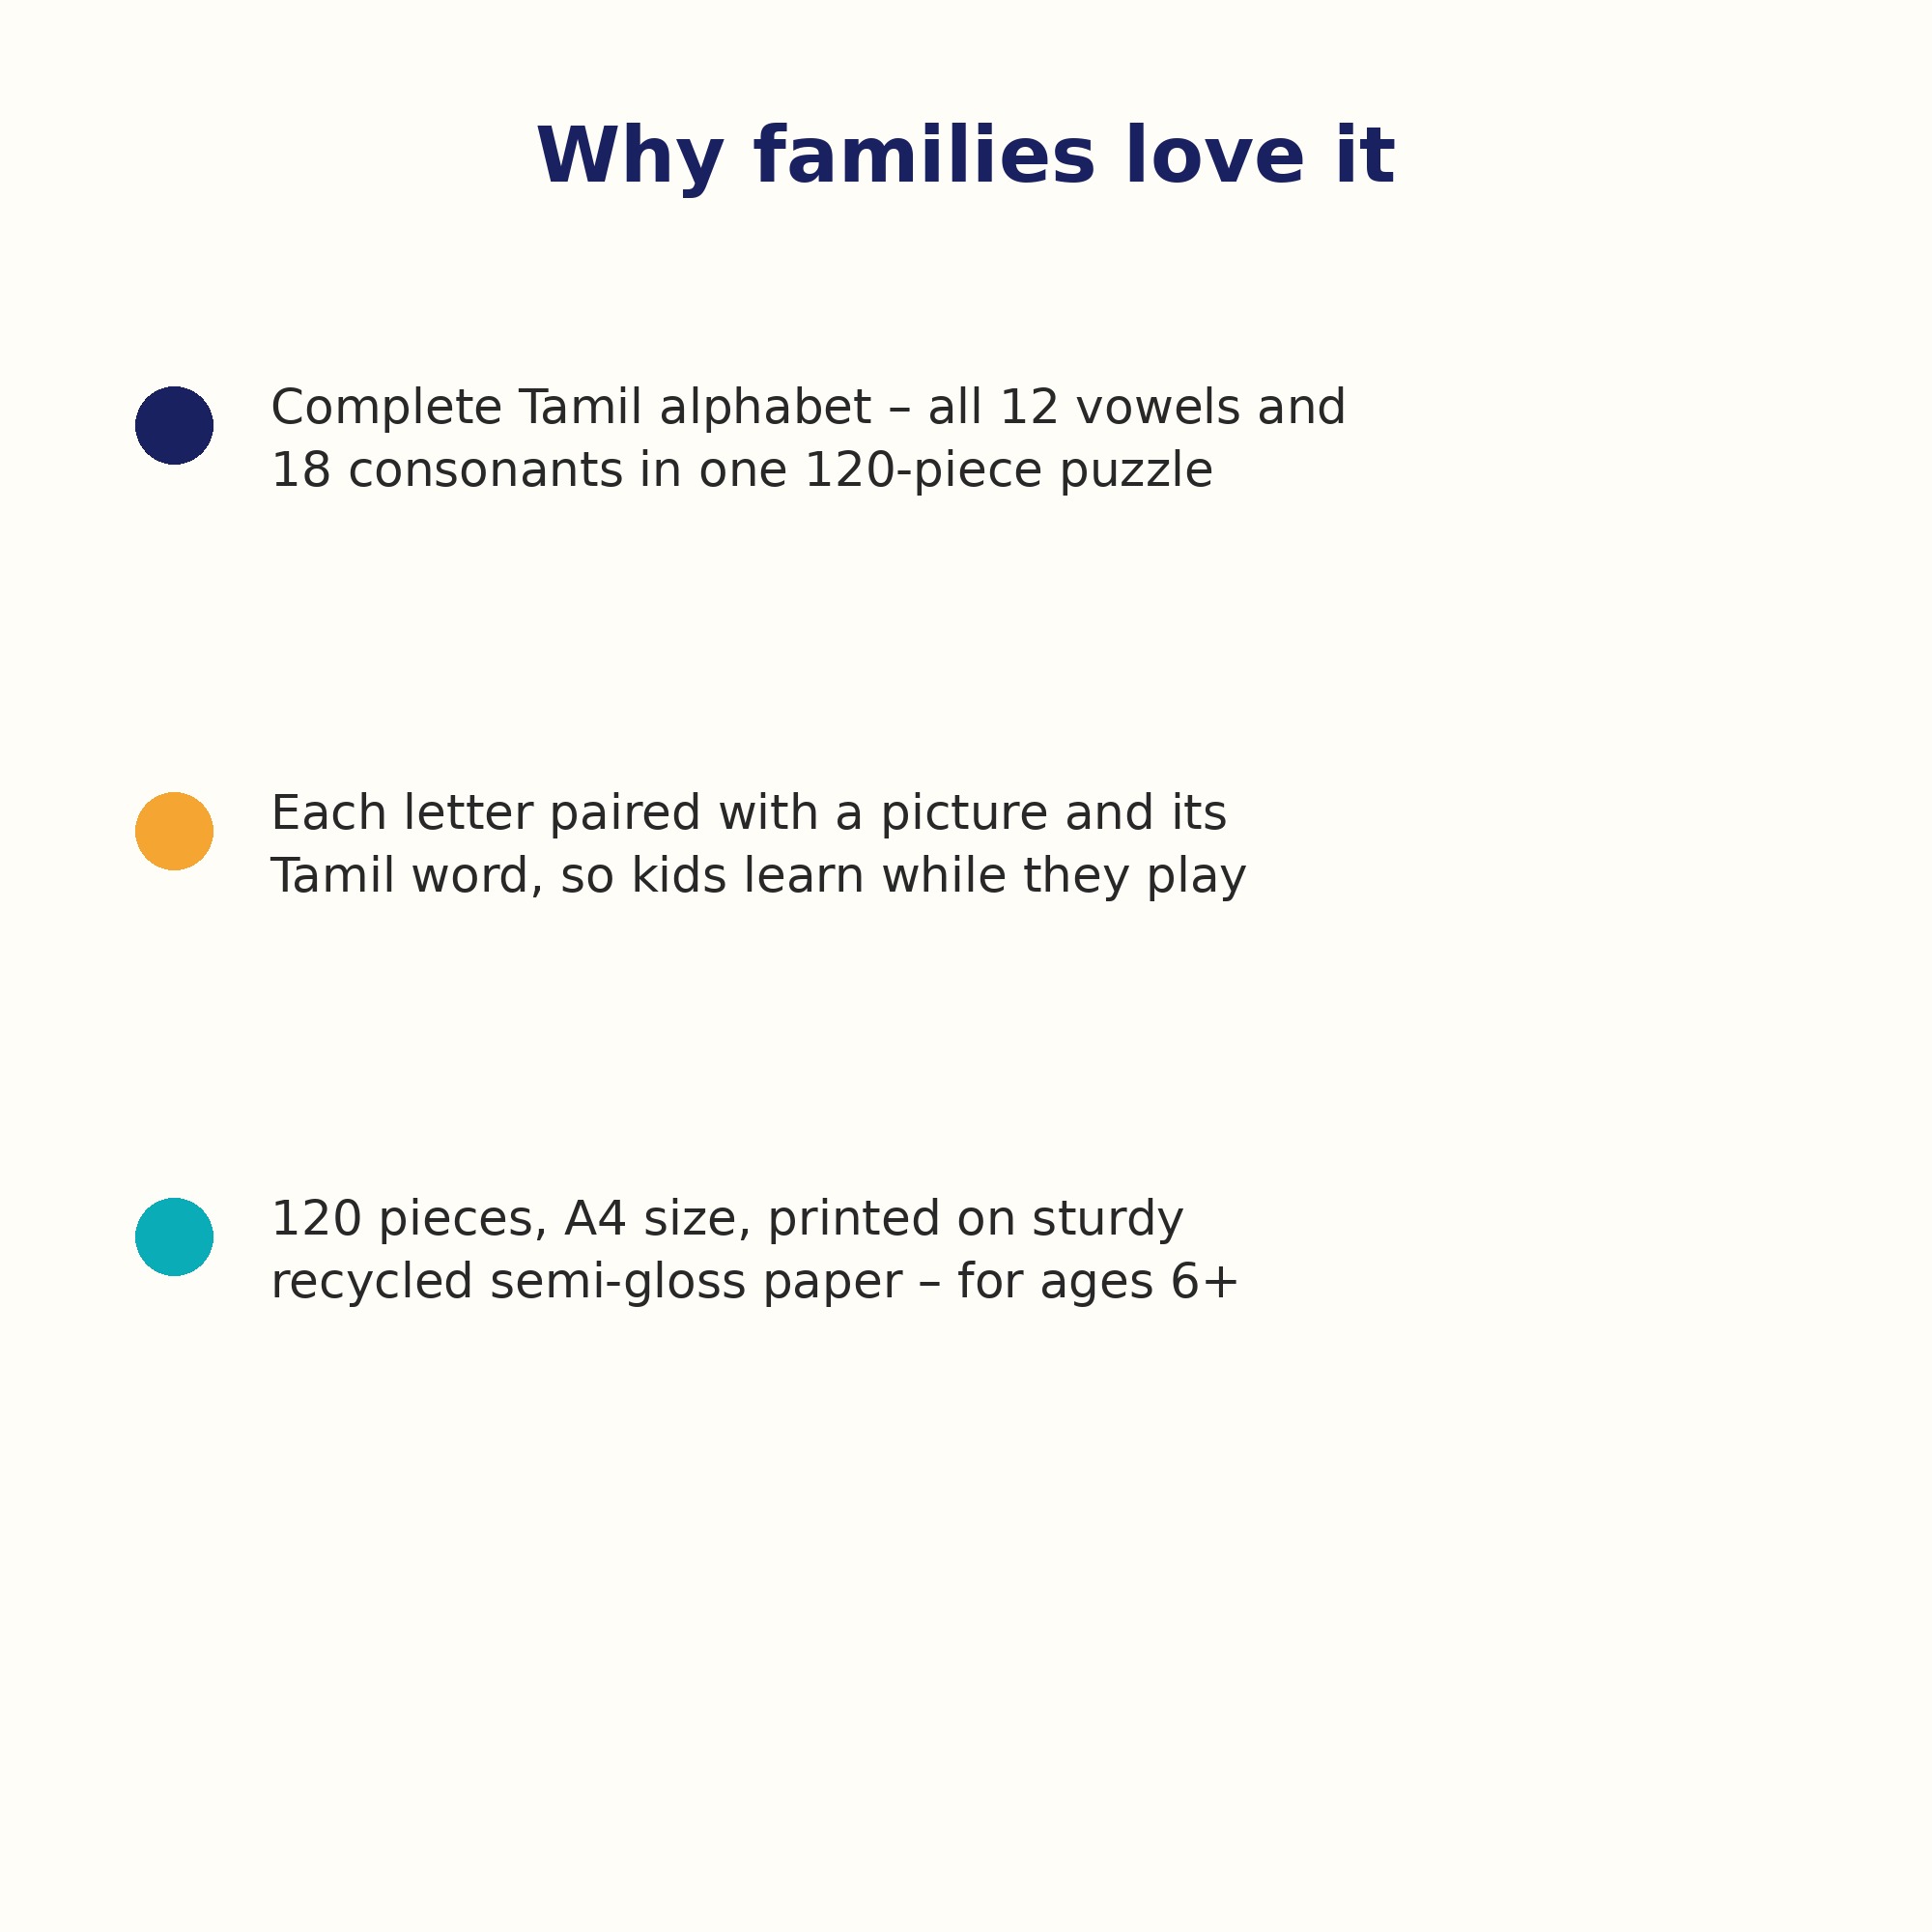 Why families love it
Complete Tamil alphabet – all 12 vowels and
18 consonants in one 120-piece puzzle
Each letter paired with a picture and its
Tamil word, so kids learn while they play
120 pieces, A4 size, printed on sturdy
recycled semi-gloss paper – for ages 6+